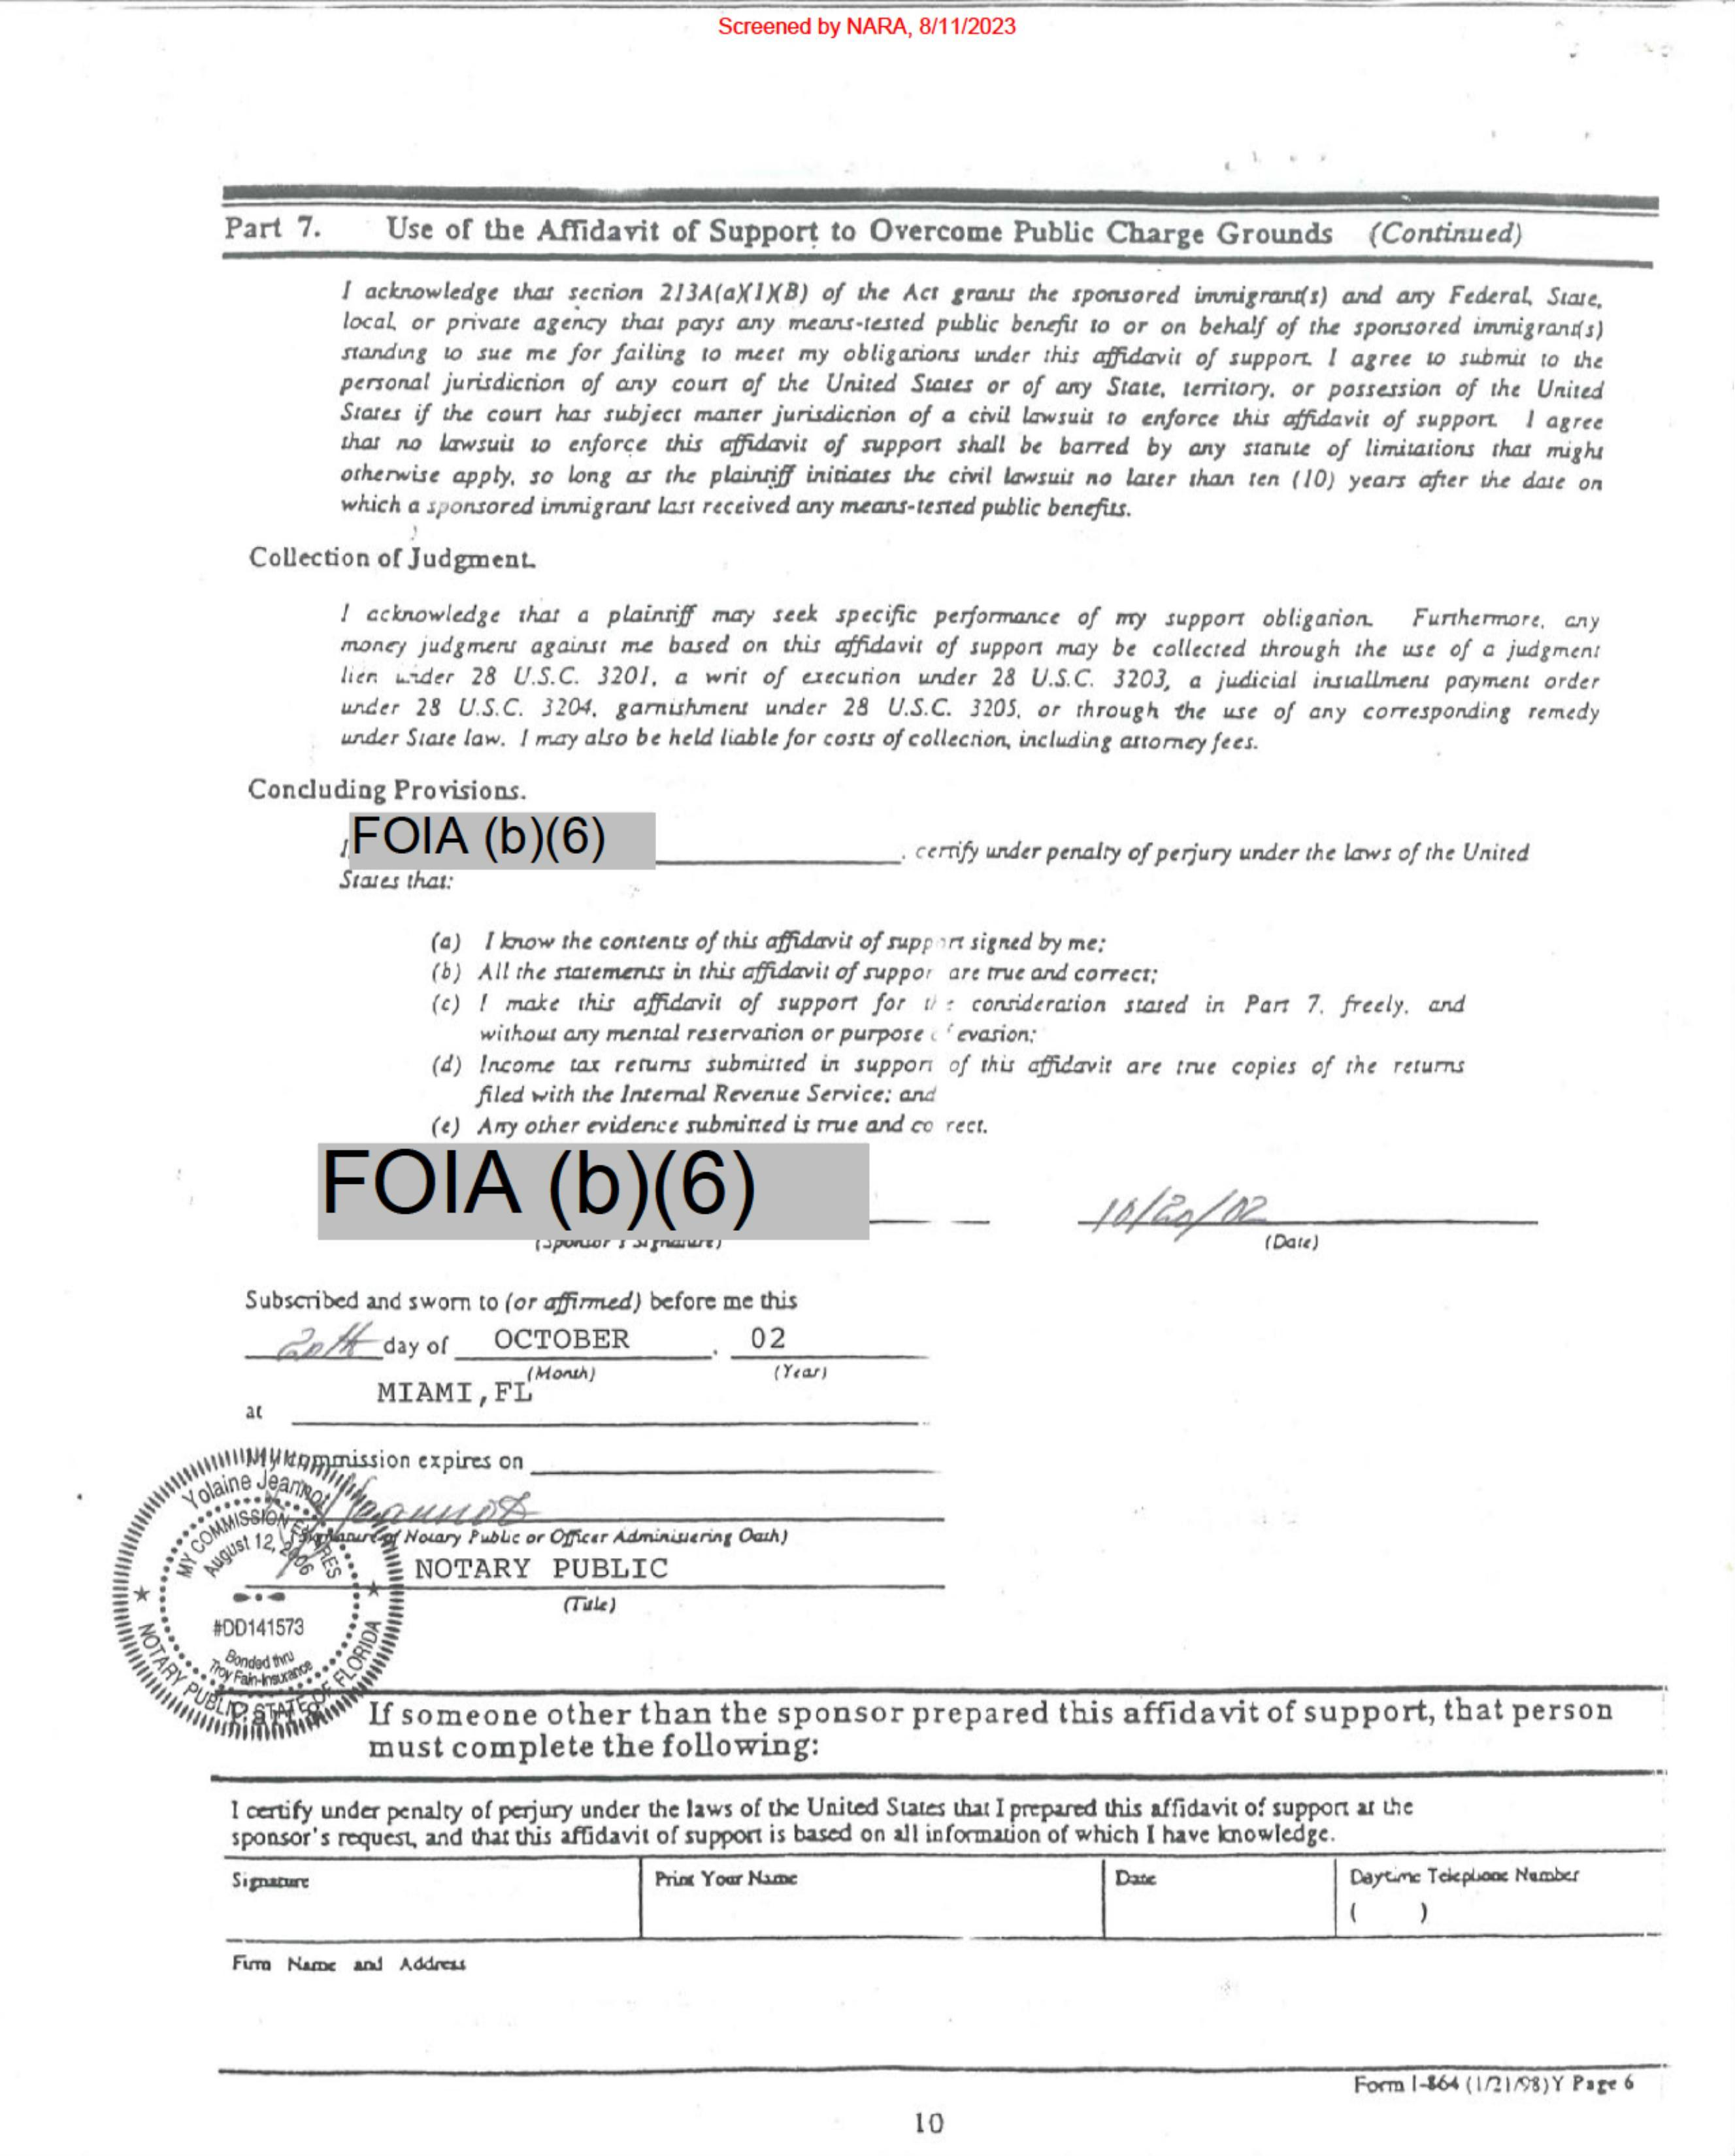 Screened by NARA, 8/11/2023
Part 7. Use of the Affidavit of Support to Overcome Public Charge Grounds (Continued)
I acknowledge that section 213A(a)(1)(B) of the Act grants the sponsored immigrant(s) and any Federal, State,
local, or private agency that pays any means-tested public benefit to or on behalf of the sponsored immigrant(s)
standing to sue me for failing to meet my obligations under this affidavit of support. I agree to submit to the
personal jurisdiction of any court of the United States or of any State, territory, or possession of the United
States if the court has subject matter jurisdiction of a civil lawsuit to enforce this affidavit of support. I agree
that no lawsuit to enforce this affidavit of support shall be barred by any statute of limitations that might
otherwise apply, so long as the plaintiff initiates the civil lawsuit no later than ten (10) years after the date on
which a sponsored immigrant last received any means-tested public benefits.
Collection of Judgment.
I acknowledge that a plaintiff may seek specific performance of my support obligation. Furthermore, any
money judgment against me based on this affidavit of support may be collected through the use of a judgment
lien under 28 U.S.C. 3201, a writ of execution under 28 U.S.C. 3203, a judicial installment payment order
under 28 U.S.C. 3204, garnishment under 28 U.S.C. 3205, or through the use of any corresponding remedy
under State law. I may also be held liable for costs of collection, including attorney fees.
Concluding Provisions.
I, FOIA (b)(6) , certify under penalty of perjury under the laws of the United
States that:
(a) I know the contents of this affidavit of support signed by me;
(b) All the statements in this affidavit of support are true and correct;
(c) I make this affidavit of support for the consideration stated in Part 7, freely, and
without any mental reservation or purpose of evasion;
(d) Income tax returns submitted in support of this affidavit are true copies of the returns
filed with the Internal Revenue Service; and
(e) Any other evidence submitted is true and correct.
FOIA (b)(6) 10/20/02
(Sponsor's Signature) (Date)
Subscribed and sworn to (or affirmed) before me this
20th day of OCTOBER , 02
(Month) (Year)
at MIAMI,FL
My commission expires on
Jeannot
(Signature of Notary Public or Officer Administering Oath)
NOTARY PUBLIC
(Title)
Yolaine Jeannot
MY COMMISSION EXPIRES
August 12, 2006
#DD141573
Bonded thru
Troy Fain-Insurance
NOTARY PUBLIC STATE OF FLORIDA
If someone other than the sponsor prepared this affidavit of support, that person
must complete the following:
I certify under penalty of perjury under the laws of the United States that I prepared this affidavit of support at the
sponsor's request, and that this affidavit of support is based on all information of which I have knowledge.
Signature Print Your Name Date Daytime Telephone Number
( )
Firm Name and Address
Form I-864 (1/21/98)Y Page 6
10